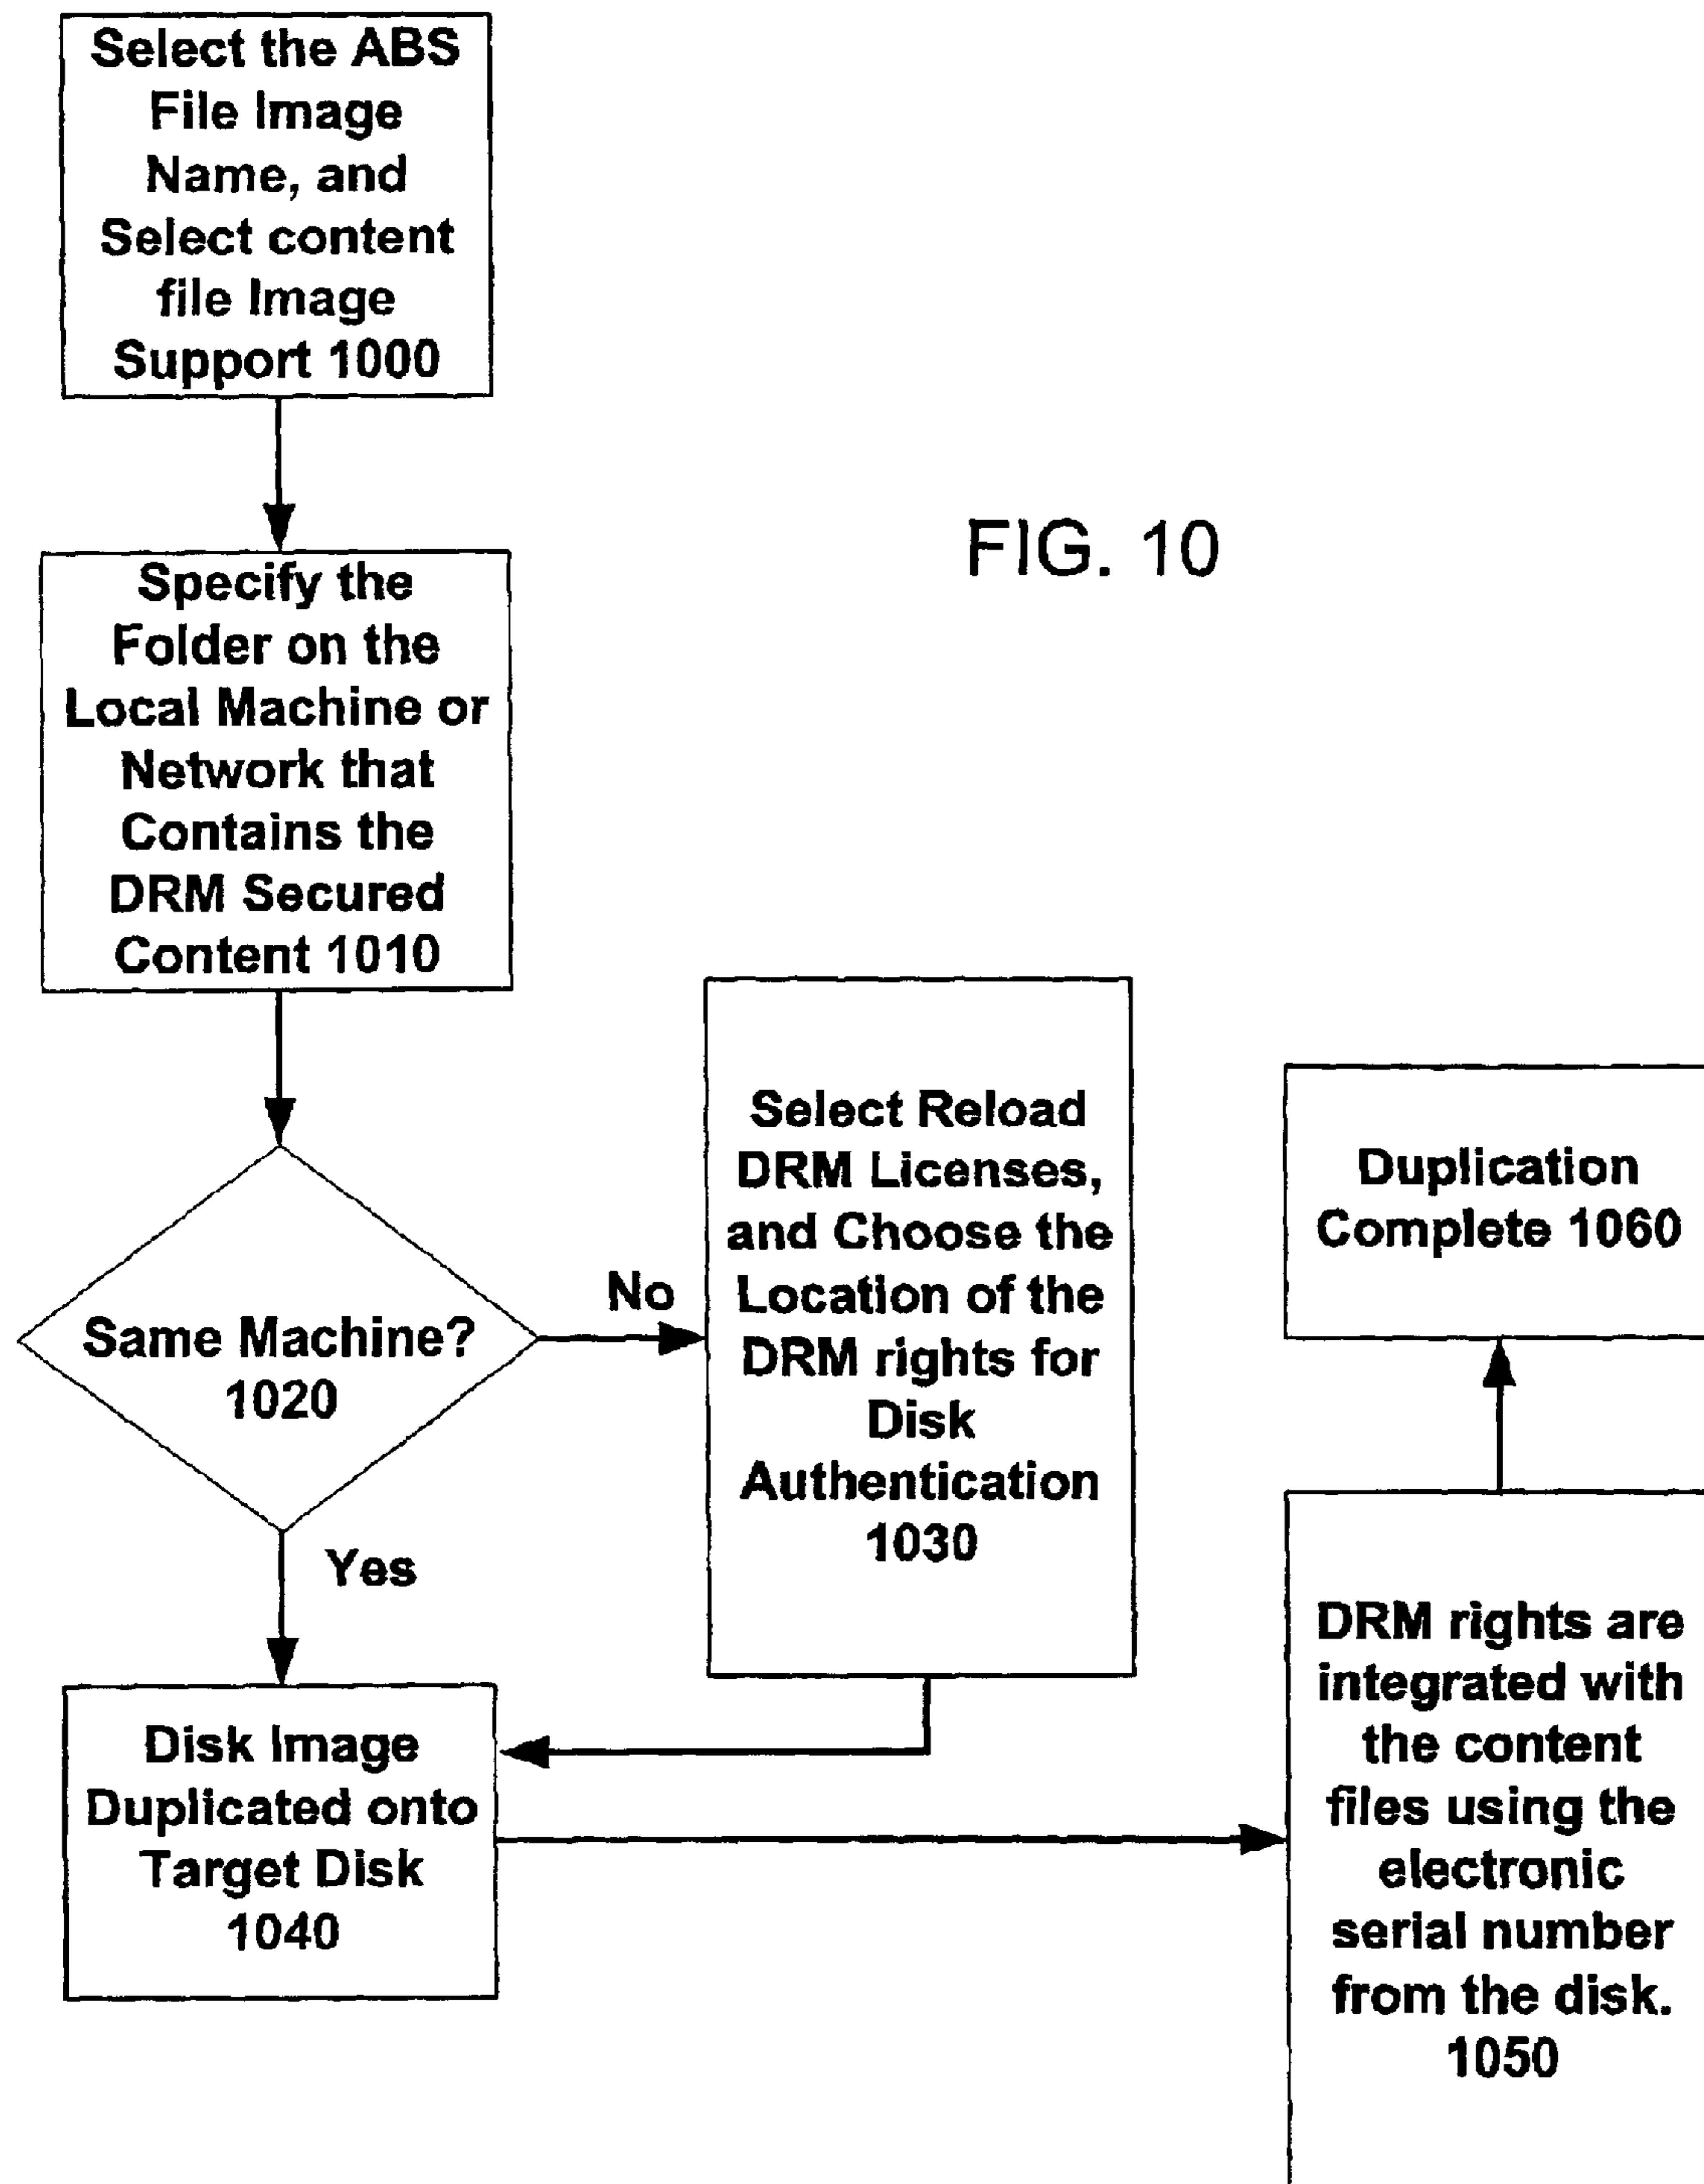 Select the ABS
File Image
Name, and
Select content
file Image
Support 1000
FIG. 10
Specify the
Folder on the
Local Machine or
Network that
Contains the
DRM Secured
Content 1010
Same Machine?
1020
No
Yes
Select Reload
DRM Licenses,
and Choose the
Location of the
DRM rights for
Disk
Authentication
1030
Disk Image
Duplicated onto
Target Disk
1040
DRM rights are
integrated with
the content
files using the
electronic
serial number
from the disk.
1050
Duplication
Complete 1060